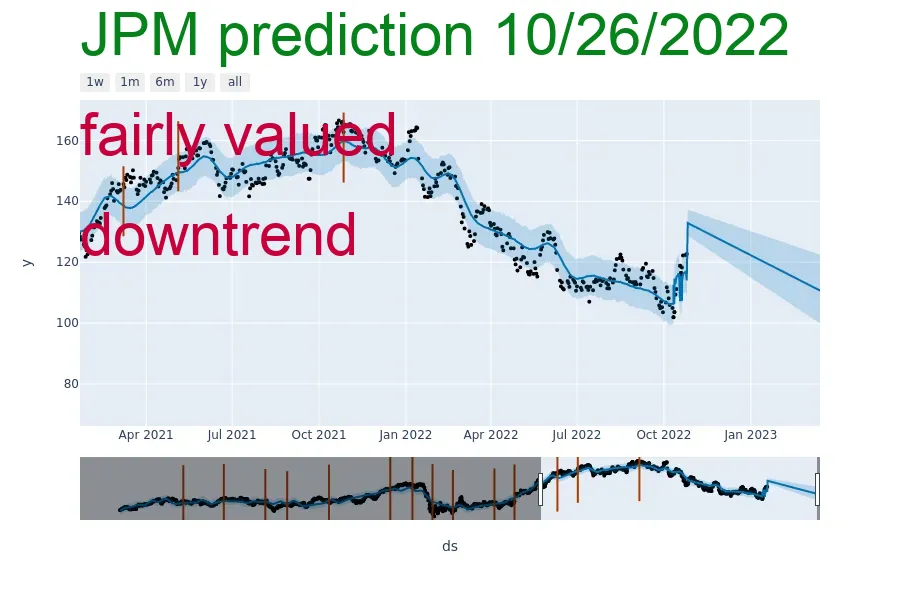 JPM prediction 10/26/2022
1w 1m 6m 1y all
fairly valued
downtrend
160
140
120
100
80
y
Apr 2021 Jul 2021 Oct 2021 Jan 2022 Apr 2022 Jul 2022 Oct 2022 Jan 2023
ds